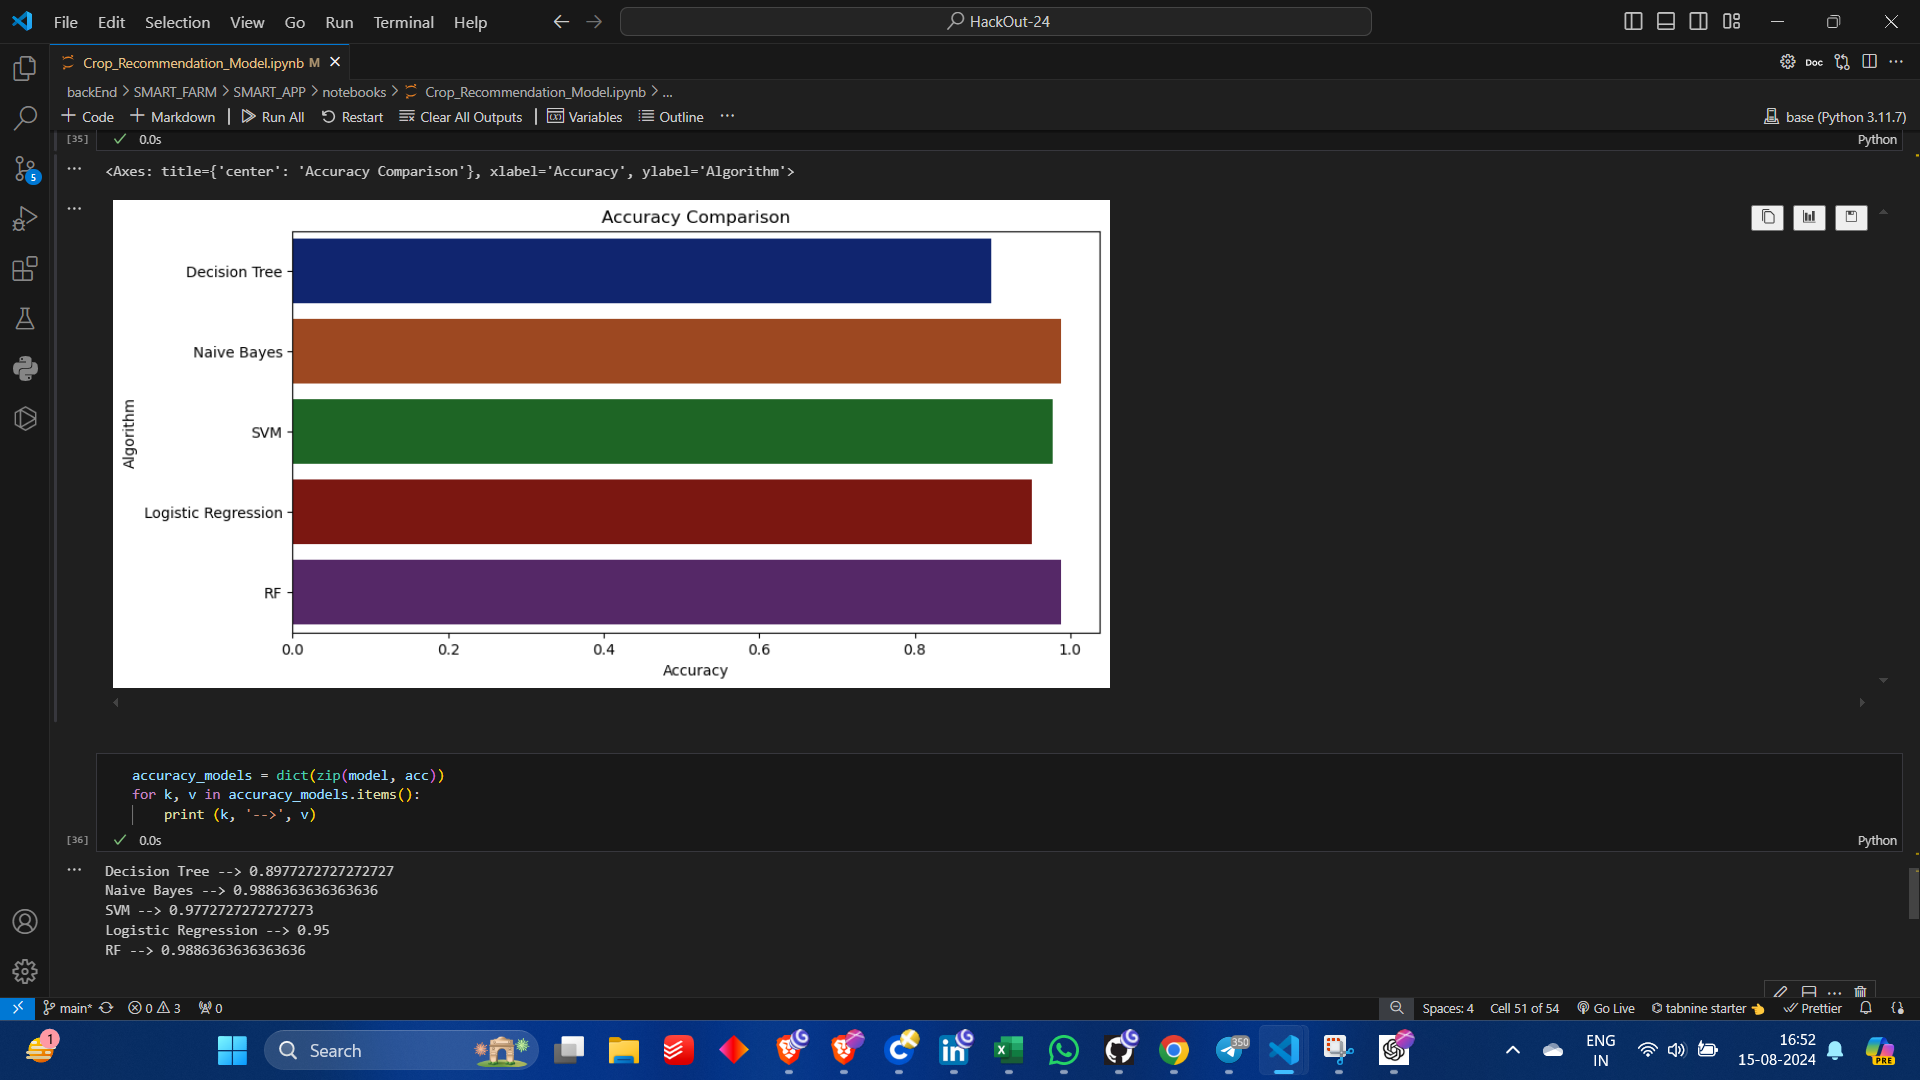 File Edit Selection View Go Run Terminal Help
HackOut-24
Crop_Recommendation_Model.ipynb M
Doc
backEnd > SMART_FARM > SMART_APP > notebooks > Crop_Recommendation_Model.ipynb > ...
+ Code + Markdown | Run All Restart Clear All Outputs | Variables Outline ...
base (Python 3.11.7)
[35] 0.0s
Python
5
<Axes: title={'center': 'Accuracy Comparison'}, xlabel='Accuracy', ylabel='Algorithm'>
Accuracy Comparison
Algorithm
Decision Tree
Naive Bayes
SVM
Logistic Regression
RF
0.0 0.2 0.4 0.6 0.8 1.0
Accuracy
accuracy_models = dict(zip(model, acc))
for k, v in accuracy_models.items():
print (k, '-->', v)
[36] 0.0s
Python
Decision Tree --> 0.8977272727272727
Naive Bayes --> 0.9886363636363636
SVM --> 0.9772727272727273
Logistic Regression --> 0.95
RF --> 0.9886363636363636
main* 0 3 0
Spaces: 4 Cell 51 of 54 Go Live tabnine starter Prettier
1
Search
350
ENG
IN
16:52
15-08-2024
PRE